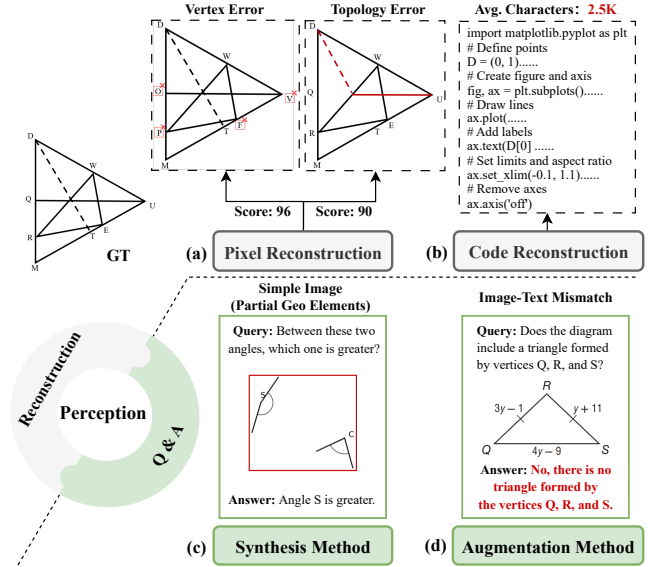 Vertex Error
Topology Error
Avg. Characters: 2.5K
D
W
O
V
P
F
T
M
D
W
Q
U
R
E
T
M
import matplotlib.pyplot as plt
# Define points
D = (0, 1)......
# Create figure and axis
fig, ax = plt.subplots()......
# Draw lines
ax.plot(......
# Add labels
ax.text(D[0] ......
# Set limits and aspect ratio
ax.set_xlim(-0.1, 1.1)......
# Remove axes
ax.axis('off')
D
W
Q
U
R
E
T
M
GT
Score: 96
Score: 90
(a) Pixel Reconstruction
(b) Code Reconstruction
Reconstruction
Perception
Q & A
Simple Image
(Partial Geo Elements)
Query: Between these two
angles, which one is greater?
S
C
Answer: Angle S is greater.
(c) Synthesis Method
Image-Text Mismatch
Query: Does the diagram
include a triangle formed
by vertices Q, R, and S?
R
3y − 1
y + 11
Q
4y − 9
S
Answer: No, there is no
triangle formed by
the vertices Q, R, and S.
(d) Augmentation Method